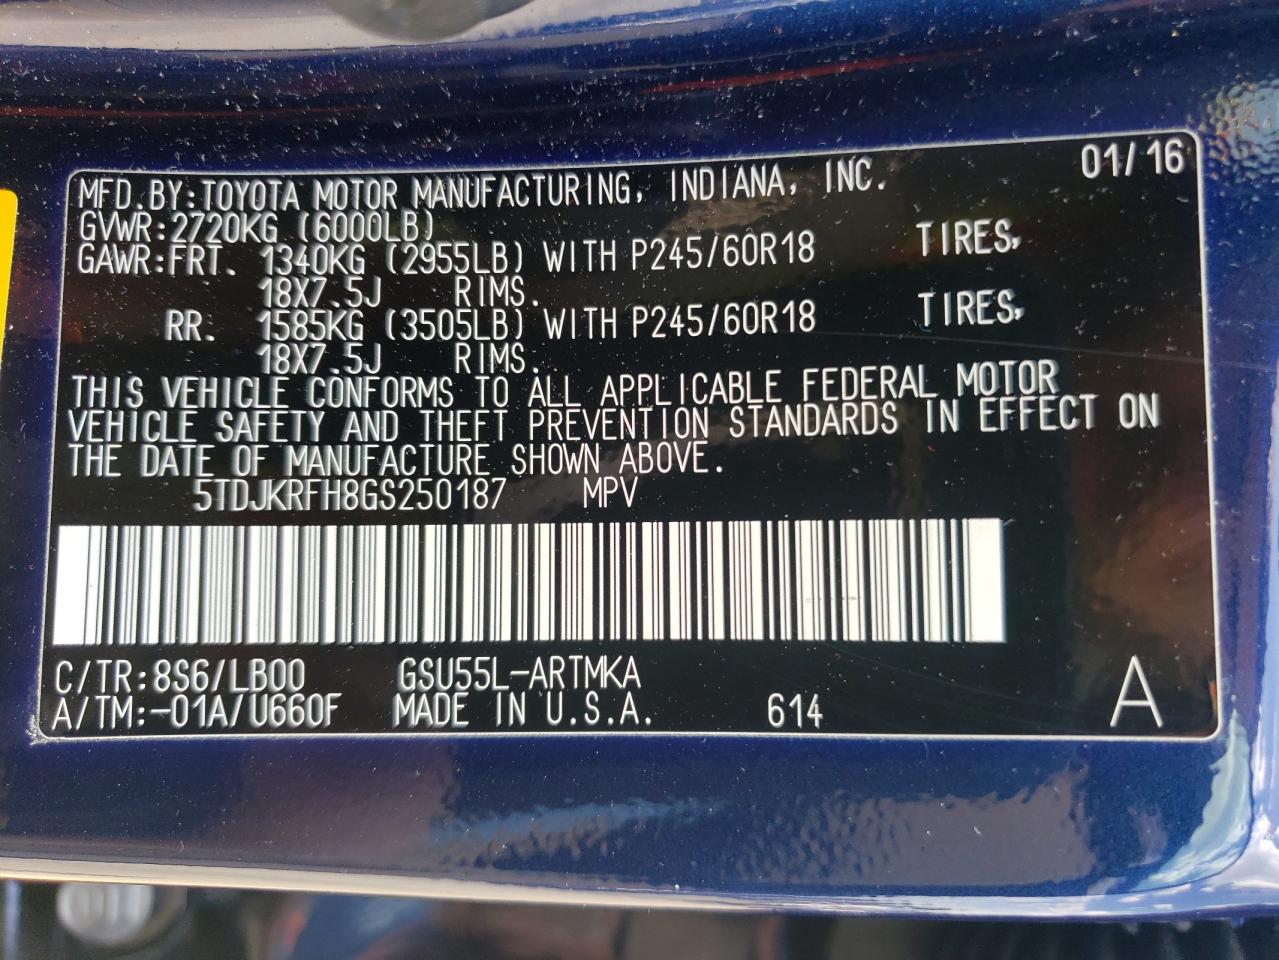 01/16
MFD.BY:TOYOTA MOTOR MANUFACTURING, INDIANA, INC.
GVWR:2720KG (6000LB)
GAWR:FRT. 1340KG (2955LB) WITH P245/60R18 TIRES,
18X7.5J RIMS.
RR. 1585KG (3505LB) WITH P245/60R18 TIRES,
18X7.5J RIMS.
THIS VEHICLE CONFORMS TO ALL APPLICABLE FEDERAL MOTOR
VEHICLE SAFETY AND THEFT PREVENTION STANDARDS IN EFFECT ON
THE DATE OF MANUFACTURE SHOWN ABOVE.
5TDJKRFH8GS250187 MPV
C/TR:8S6/LB00 GSU55L-ARTMKA
A/TM:-01A/U660F MADE IN U.S.A. 614 A